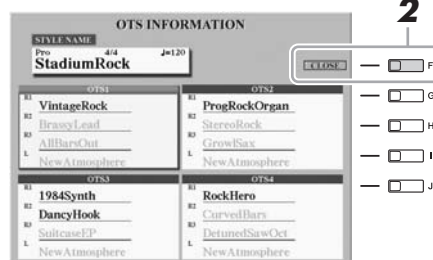 2
OTS INFORMATION
STYLE NAME
Pro 4/4 ♩=120
StadiumRock
CLOSE
F
G
H
I
J
OTS1
R1 VintageRock
R2 BrassyLead
R3 AllBarsOut
L NewAtmosphere
OTS2
R1 ProgRockOrgan
R2 StereoRock
R3 GrowlSax
L NewAtmosphere
OTS3
R1 1984Synth
R2 DancyHook
R3 SuitcaseEP
L NewAtmosphere
OTS4
R1 RockHero
R2 CurvedBars
R3 DetunedSawOct
L NewAtmosphere